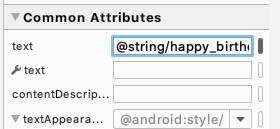 Common Attributes
text @string/happy_birthd
text
contentDescrip...
textAppeara... @android:style/